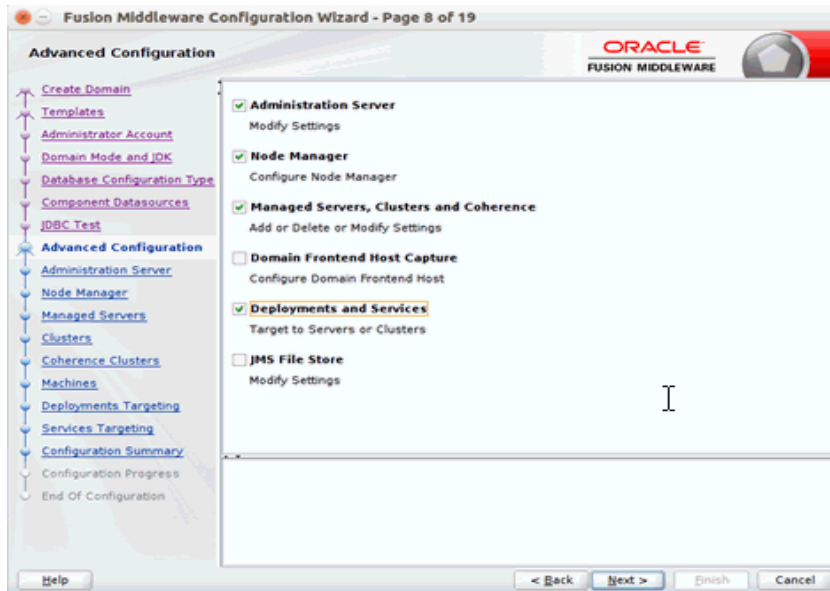 Fusion Middleware Configuration Wizard - Page 8 of 19
Advanced Configuration
ORACLE
FUSION MIDDLEWARE
Create Domain
Templates
Administrator Account
Domain Mode and JDK
Database Configuration Type
Component Datasources
JDBC Test
Advanced Configuration
Administration Server
Node Manager
Managed Servers
Clusters
Coherence Clusters
Machines
Deployments Targeting
Services Targeting
Configuration Summary
Configuration Progress
End Of Configuration
Administration Server
Modify Settings
Node Manager
Configure Node Manager
Managed Servers, Clusters and Coherence
Add or Delete or Modify Settings
Domain Frontend Host Capture
Configure Domain Frontend Host
Deployments and Services
Target to Servers or Clusters
JMS File Store
Modify Settings
Help
< Back
Next >
Finish
Cancel